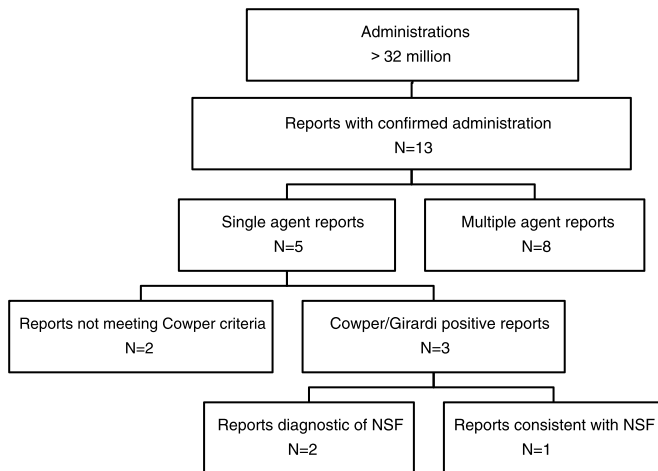 Administrations
> 32 million
Reports with confirmed administration
N=13
Single agent reports
N=5
Multiple agent reports
N=8
Reports not meeting Cowper criteria
N=2
Cowper/Girardi positive reports
N=3
Reports diagnostic of NSF
N=2
Reports consistent with NSF
N=1